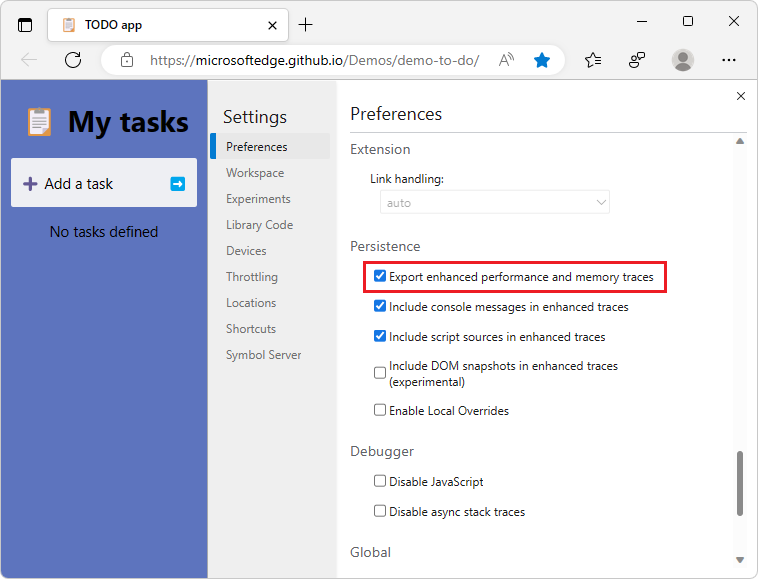 TODO app
https://microsoftedge.github.io/Demos/demo-to-do/
My tasks
Add a task
No tasks defined
Settings
Preferences
Workspace
Experiments
Library Code
Devices
Throttling
Locations
Shortcuts
Symbol Server
Preferences
Extension
Link handling:
auto
Persistence
Export enhanced performance and memory traces
Include console messages in enhanced traces
Include script sources in enhanced traces
Include DOM snapshots in enhanced traces
(experimental)
Enable Local Overrides
Debugger
Disable JavaScript
Disable async stack traces
Global